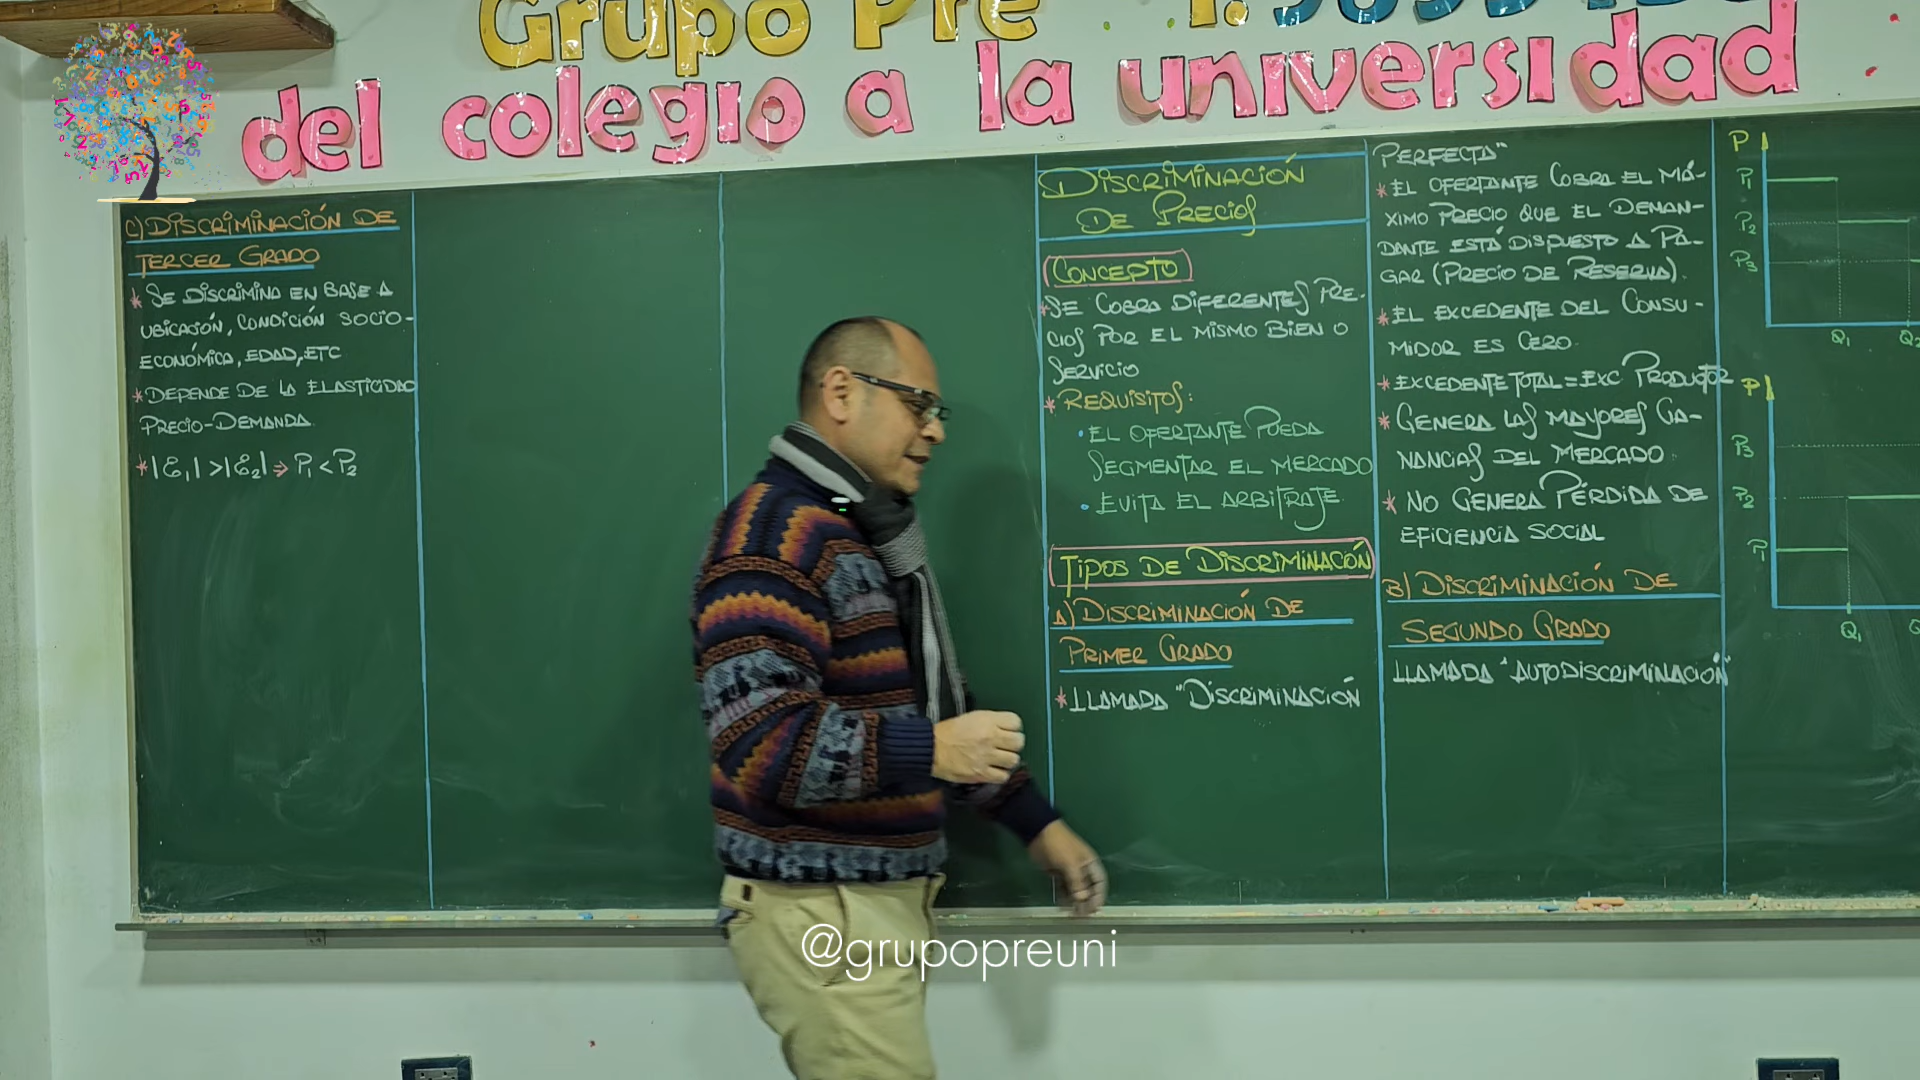 Grupo Pre
del colegio a la universidad
C) DISCRIMINACIÓN DE
TERCER GRADO
* SE DISCRIMINA EN BASE A
UBICACIÓN, CONDICIÓN SOCIO-
ECONÓMICA, EDAD, ETC
* DEPENDE DE LA ELASTICIDAD
PRECIO-DEMANDA
* |Ɛ₁| > |Ɛ₂| ⇒ P₁ < P₂
DISCRIMINACIÓN
DE PRECIOS
CONCEPTO
* SE COBRA DIFERENTES PRE-
CIOS POR EL MISMO BIEN O
SERVICIO
* REQUISITOS:
• EL OFERTANTE PUEDA
SEGMENTAR EL MERCADO
• EVITA EL ARBITRAJE
TIPOS DE DISCRIMINACIÓN
A) DISCRIMINACIÓN DE
PRIMER GRADO
* LLAMADA "DISCRIMINACIÓN
PERFECTA"
* EL OFERTANTE COBRA EL MÁ-
XIMO PRECIO QUE EL DEMAN-
DANTE ESTÁ DISPUESTO A PA-
GAR (PRECIO DE RESERVA).
* EL EXCEDENTE DEL CONSU-
MIDOR ES CERO
* EXCEDENTE TOTAL = EXC PRODUCTOR
* GENERA LAS MAYORES GA-
NANCIAS DEL MERCADO
* NO GENERA PÉRDIDA DE
EFICIENCIA SOCIAL
B) DISCRIMINACIÓN DE
SEGUNDO GRADO
LLAMADA "AUTODISCRIMINACIÓN"
P
P₁
P₂
P₃
Q₁
P
P₃
P₂
P₁
Q₁
@grupopreuni